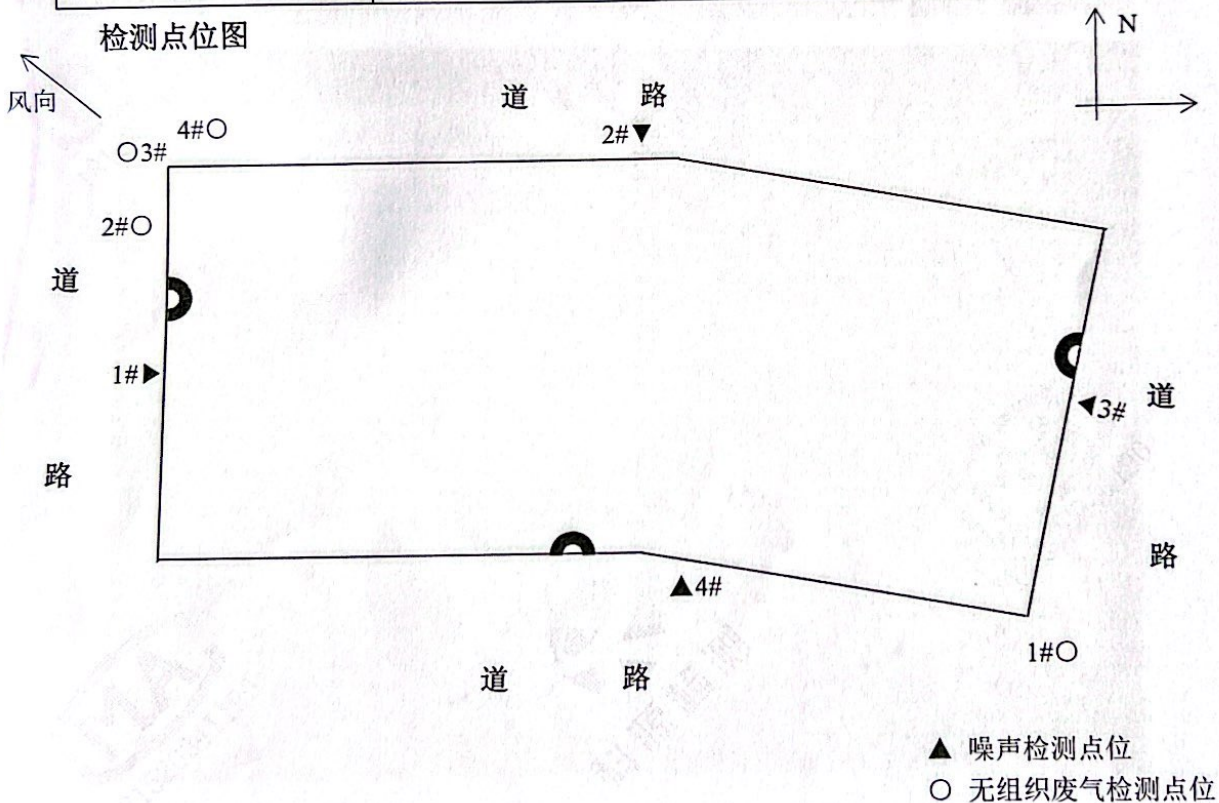 检测点位图
N
风向
道 路
4#○
2#▼
○3#
2#○
道
1#▶
道
◀3#
路
路
▲4#
1#○
道 路
▲ 噪声检测点位
○ 无组织废气检测点位